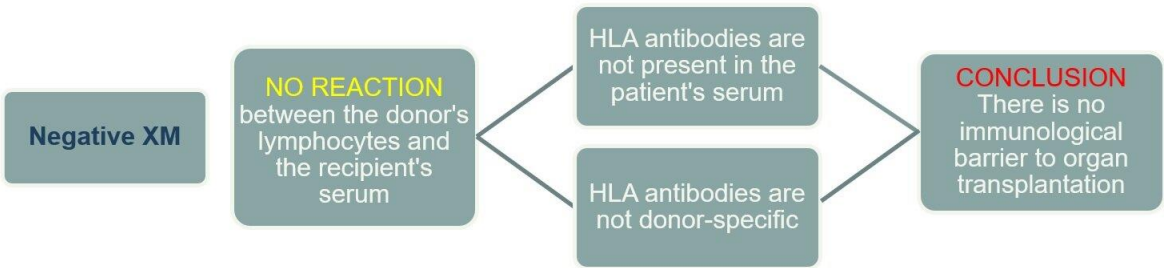 Negative XM
NO REACTION
between the donor's
lymphocytes and
the recipient's
serum
HLA antibodies are
not present in the
patient's serum
HLA antibodies are
not donor-specific
CONCLUSION
There is no
immunological
barrier to organ
transplantation